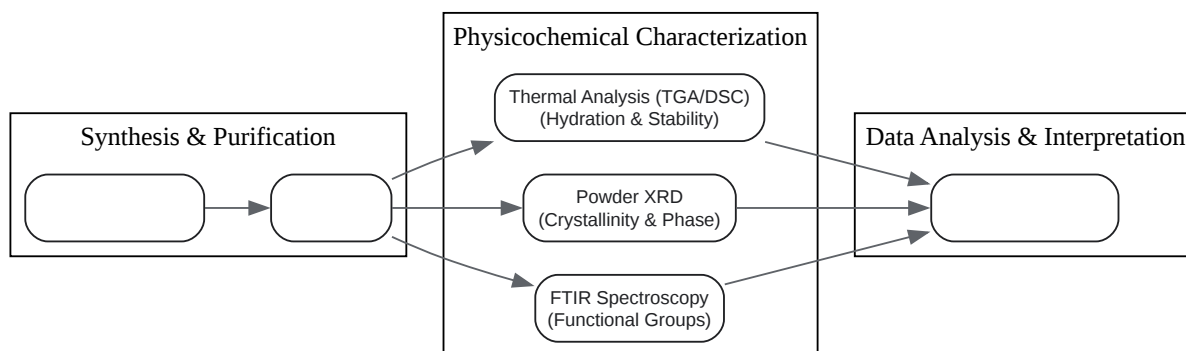 Synthesis & Purification
Physicochemical Characterization
Thermal Analysis (TGA/DSC)
(Hydration & Stability)
Powder XRD
(Crystallinity & Phase)
FTIR Spectroscopy
(Functional Groups)
Data Analysis & Interpretation